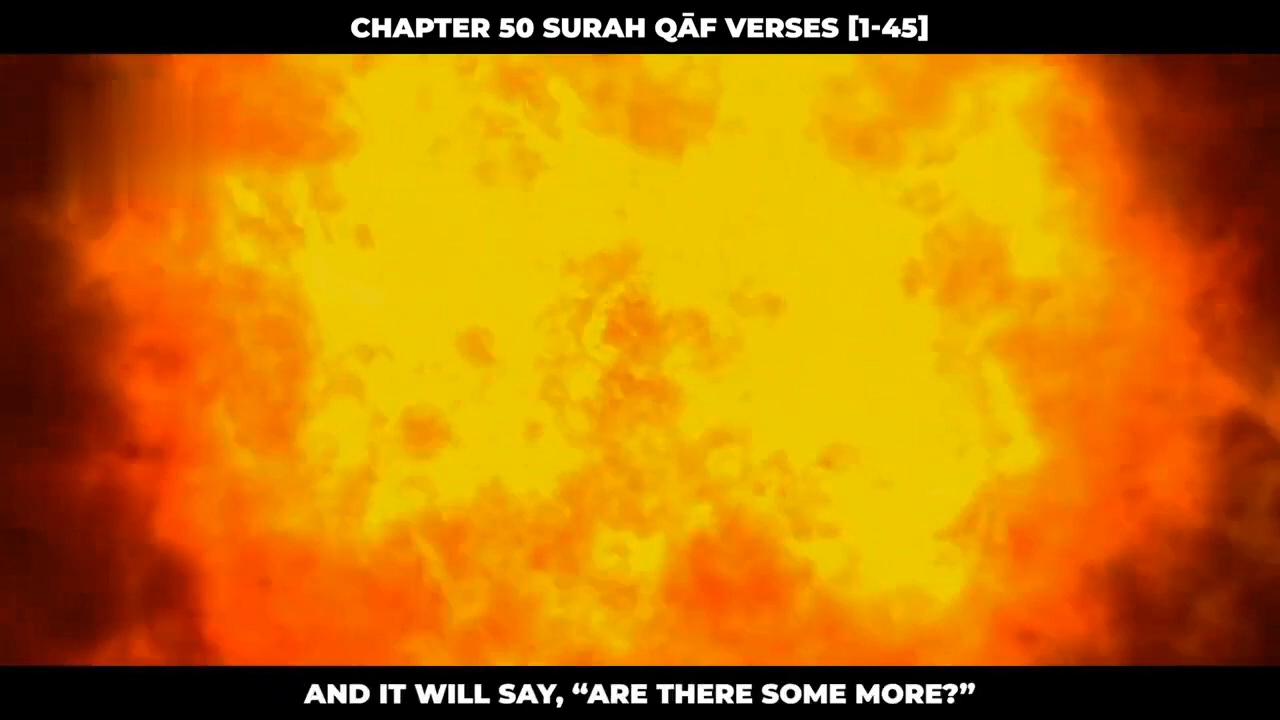 CHAPTER 50 SURAH QĀF VERSES [1-45]
AND IT WILL SAY, “ARE THERE SOME MORE?”